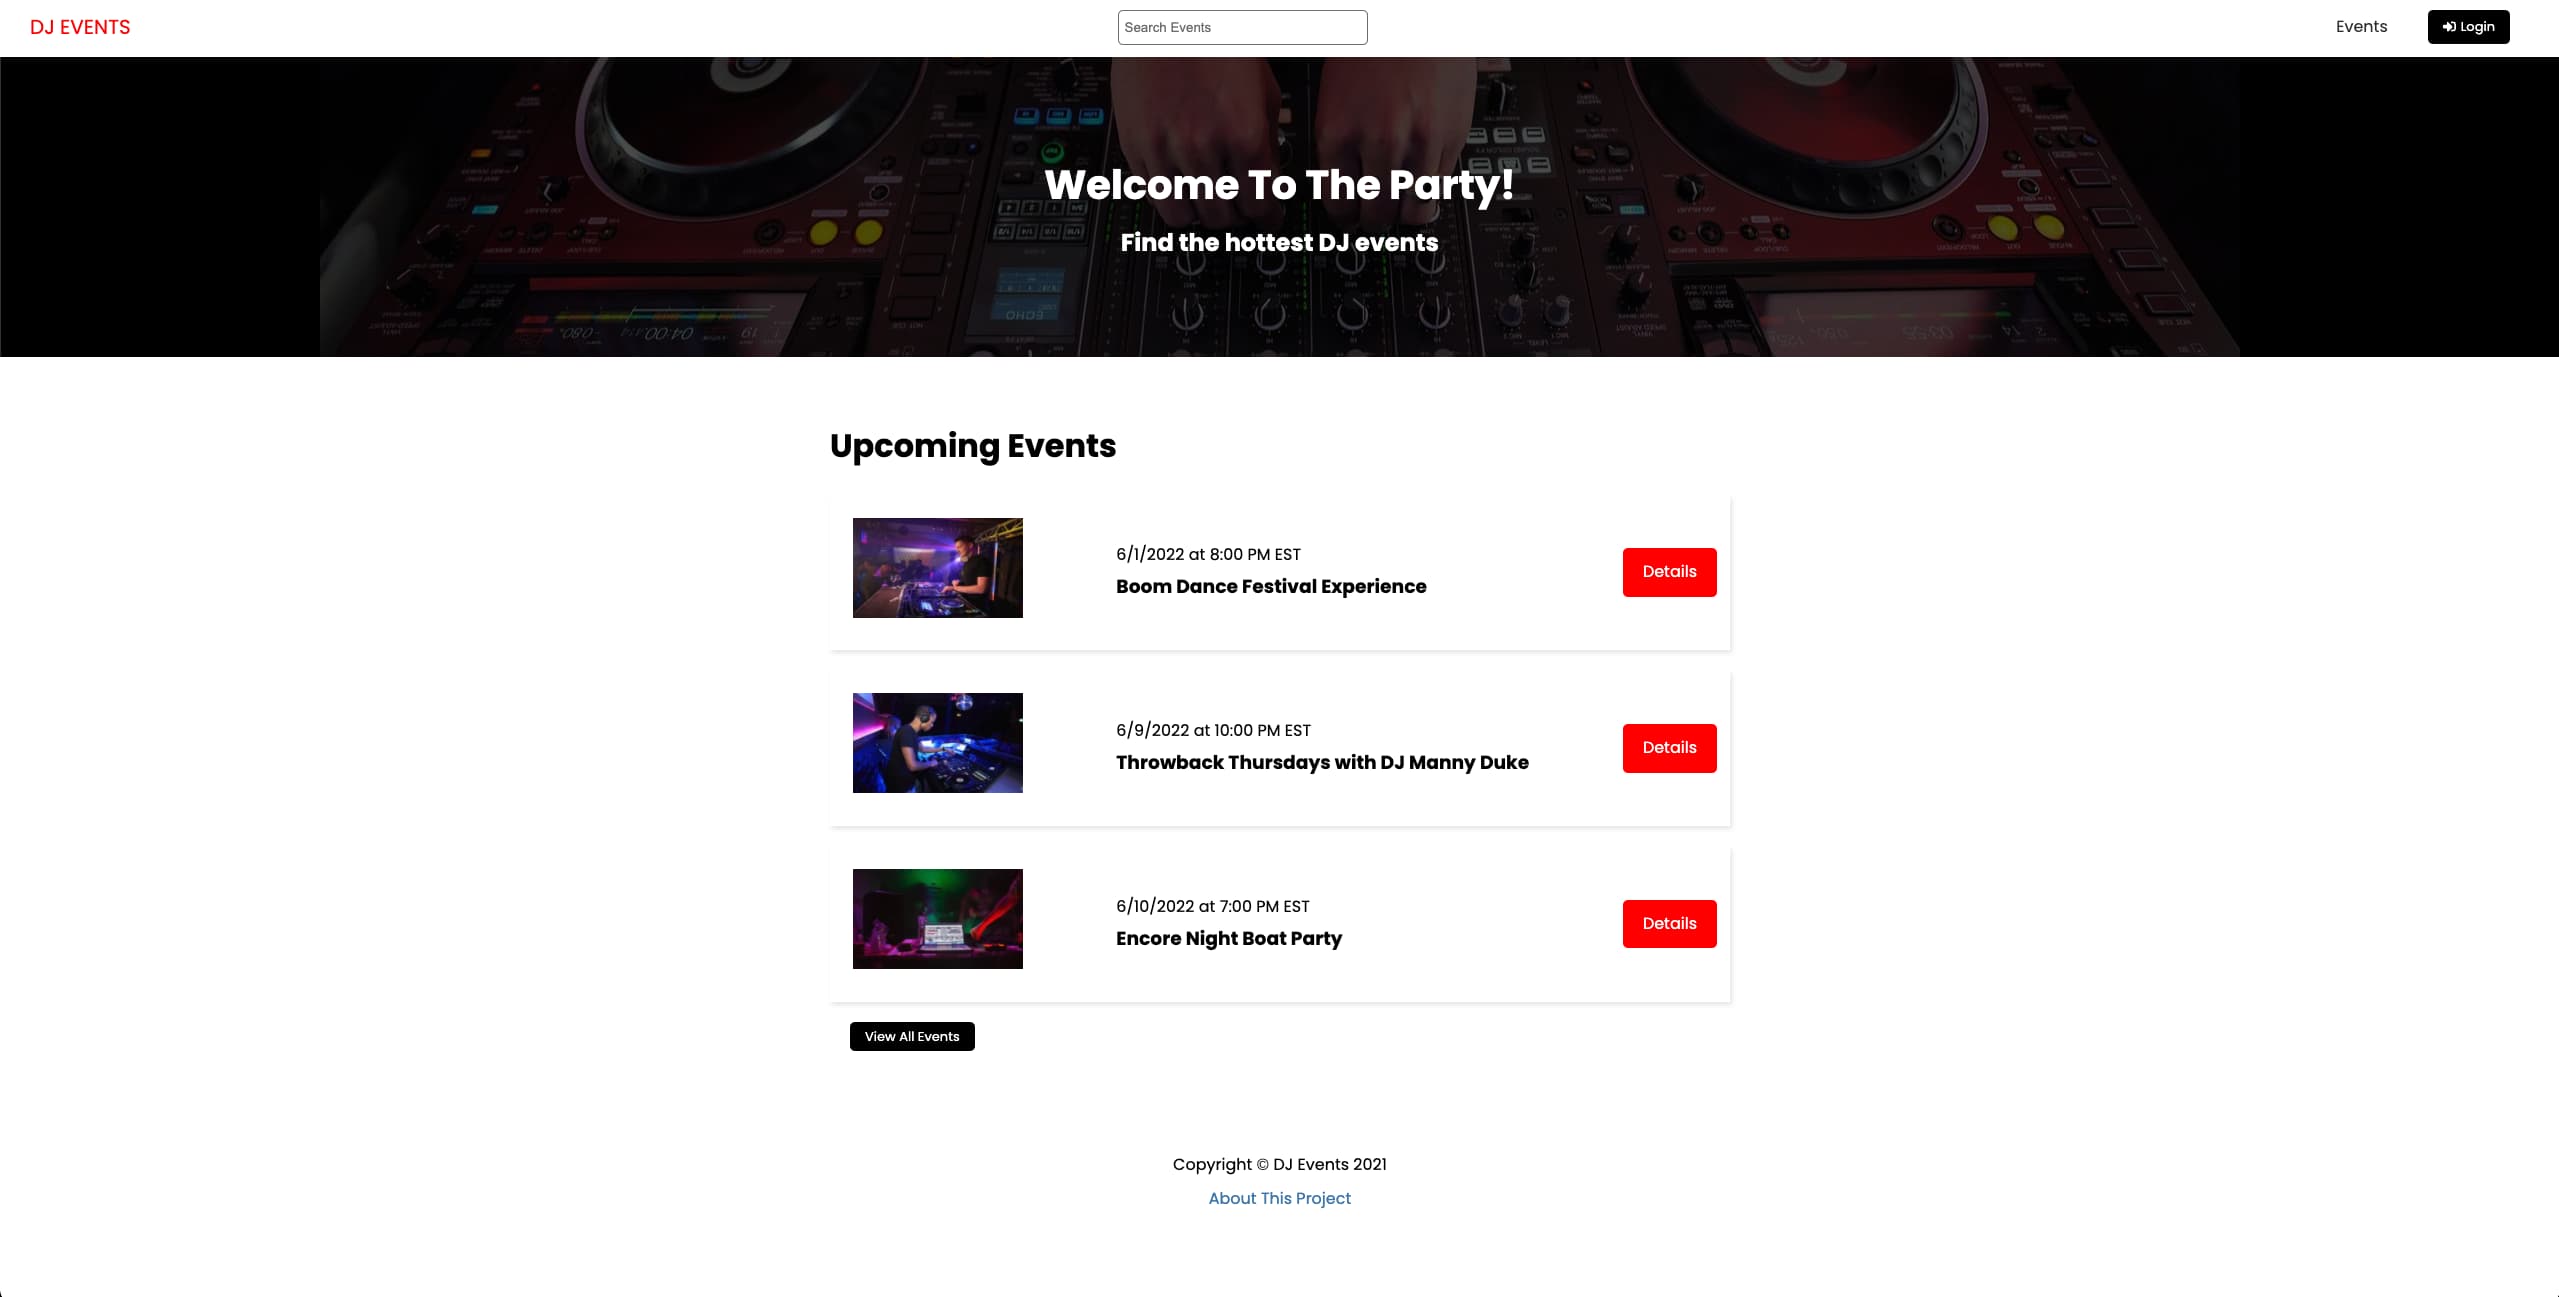 DJ EVENTS
Search Events
Events
Login
Welcome To The Party!
Find the hottest DJ events
Upcoming Events
6/1/2022 at 8:00 PM EST
Boom Dance Festival Experience
Details
6/9/2022 at 10:00 PM EST
Throwback Thursdays with DJ Manny Duke
Details
6/10/2022 at 7:00 PM EST
Encore Night Boat Party
Details
View All Events
Copyright © DJ Events 2021
About This Project